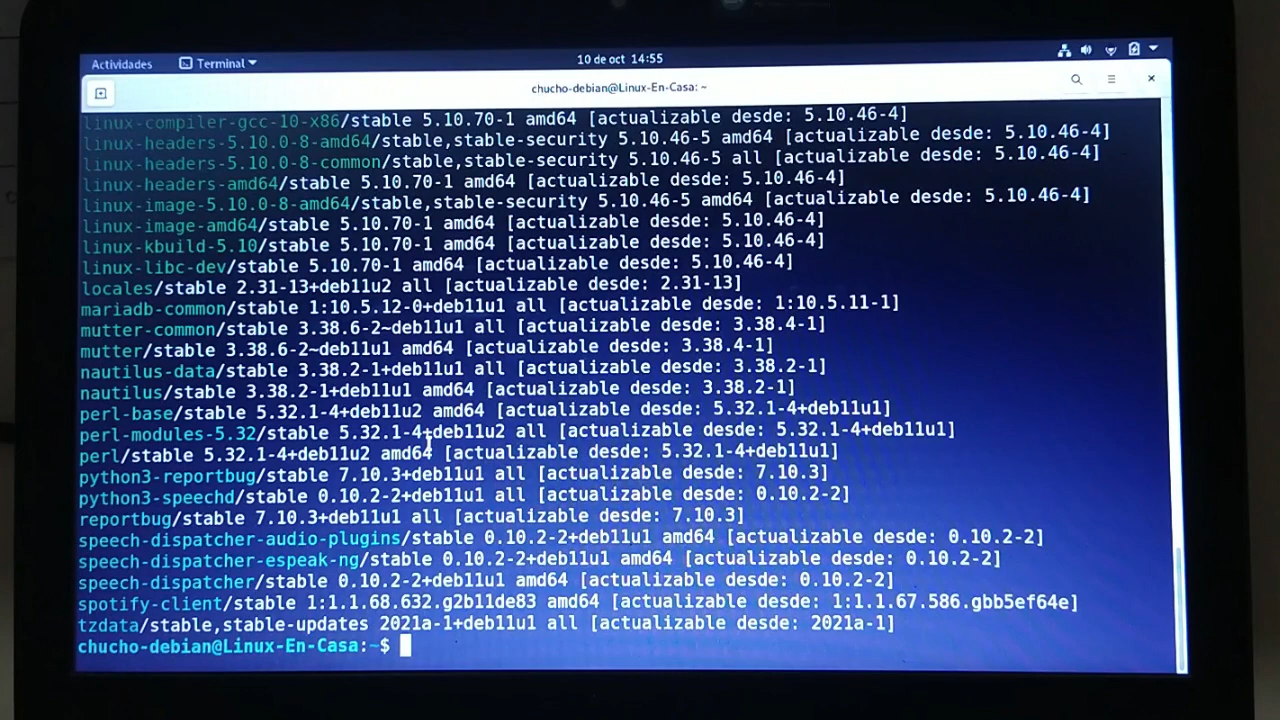 Actividades Terminal 10 de oct 14:55
chucho-debian@Linux-En-Casa: ~
linux-compiler-gcc-10-x86/stable 5.10.70-1 amd64 [actualizable desde: 5.10.46-4]
linux-headers-5.10.0-8-amd64/stable,stable-security 5.10.46-5 amd64 [actualizable desde: 5.10.46-4]
linux-headers-5.10.0-8-common/stable,stable-security 5.10.46-5 all [actualizable desde: 5.10.46-4]
linux-headers-amd64/stable 5.10.70-1 amd64 [actualizable desde: 5.10.46-4]
linux-image-5.10.0-8-amd64/stable,stable-security 5.10.46-5 amd64 [actualizable desde: 5.10.46-4]
linux-image-amd64/stable 5.10.70-1 amd64 [actualizable desde: 5.10.46-4]
linux-kbuild-5.10/stable 5.10.70-1 amd64 [actualizable desde: 5.10.46-4]
linux-libc-dev/stable 5.10.70-1 amd64 [actualizable desde: 5.10.46-4]
locales/stable 2.31-13+deb11u2 all [actualizable desde: 2.31-13]
mariadb-common/stable 1:10.5.12-0+deb11u1 all [actualizable desde: 1:10.5.11-1]
mutter-common/stable 3.38.6-2~deb11u1 all [actualizable desde: 3.38.4-1]
mutter/stable 3.38.6-2~deb11u1 amd64 [actualizable desde: 3.38.4-1]
nautilus-data/stable 3.38.2-1+deb11u1 all [actualizable desde: 3.38.2-1]
nautilus/stable 3.38.2-1+deb11u1 amd64 [actualizable desde: 3.38.2-1]
perl-base/stable 5.32.1-4+deb11u2 amd64 [actualizable desde: 5.32.1-4+deb11u1]
perl-modules-5.32/stable 5.32.1-4+deb11u2 all [actualizable desde: 5.32.1-4+deb11u1]
perl/stable 5.32.1-4+deb11u2 amd64 [actualizable desde: 5.32.1-4+deb11u1]
python3-reportbug/stable 7.10.3+deb11u1 all [actualizable desde: 7.10.3]
python3-speechd/stable 0.10.2-2+deb11u1 all [actualizable desde: 0.10.2-2]
reportbug/stable 7.10.3+deb11u1 all [actualizable desde: 7.10.3]
speech-dispatcher-audio-plugins/stable 0.10.2-2+deb11u1 amd64 [actualizable desde: 0.10.2-2]
speech-dispatcher-espeak-ng/stable 0.10.2-2+deb11u1 amd64 [actualizable desde: 0.10.2-2]
speech-dispatcher/stable 0.10.2-2+deb11u1 amd64 [actualizable desde: 0.10.2-2]
spotify-client/stable 1:1.1.68.632.g2b11de83 amd64 [actualizable desde: 1:1.1.67.586.gbb5ef64e]
tzdata/stable,stable-updates 2021a-1+deb11u1 all [actualizable desde: 2021a-1]
chucho-debian@Linux-En-Casa:~$